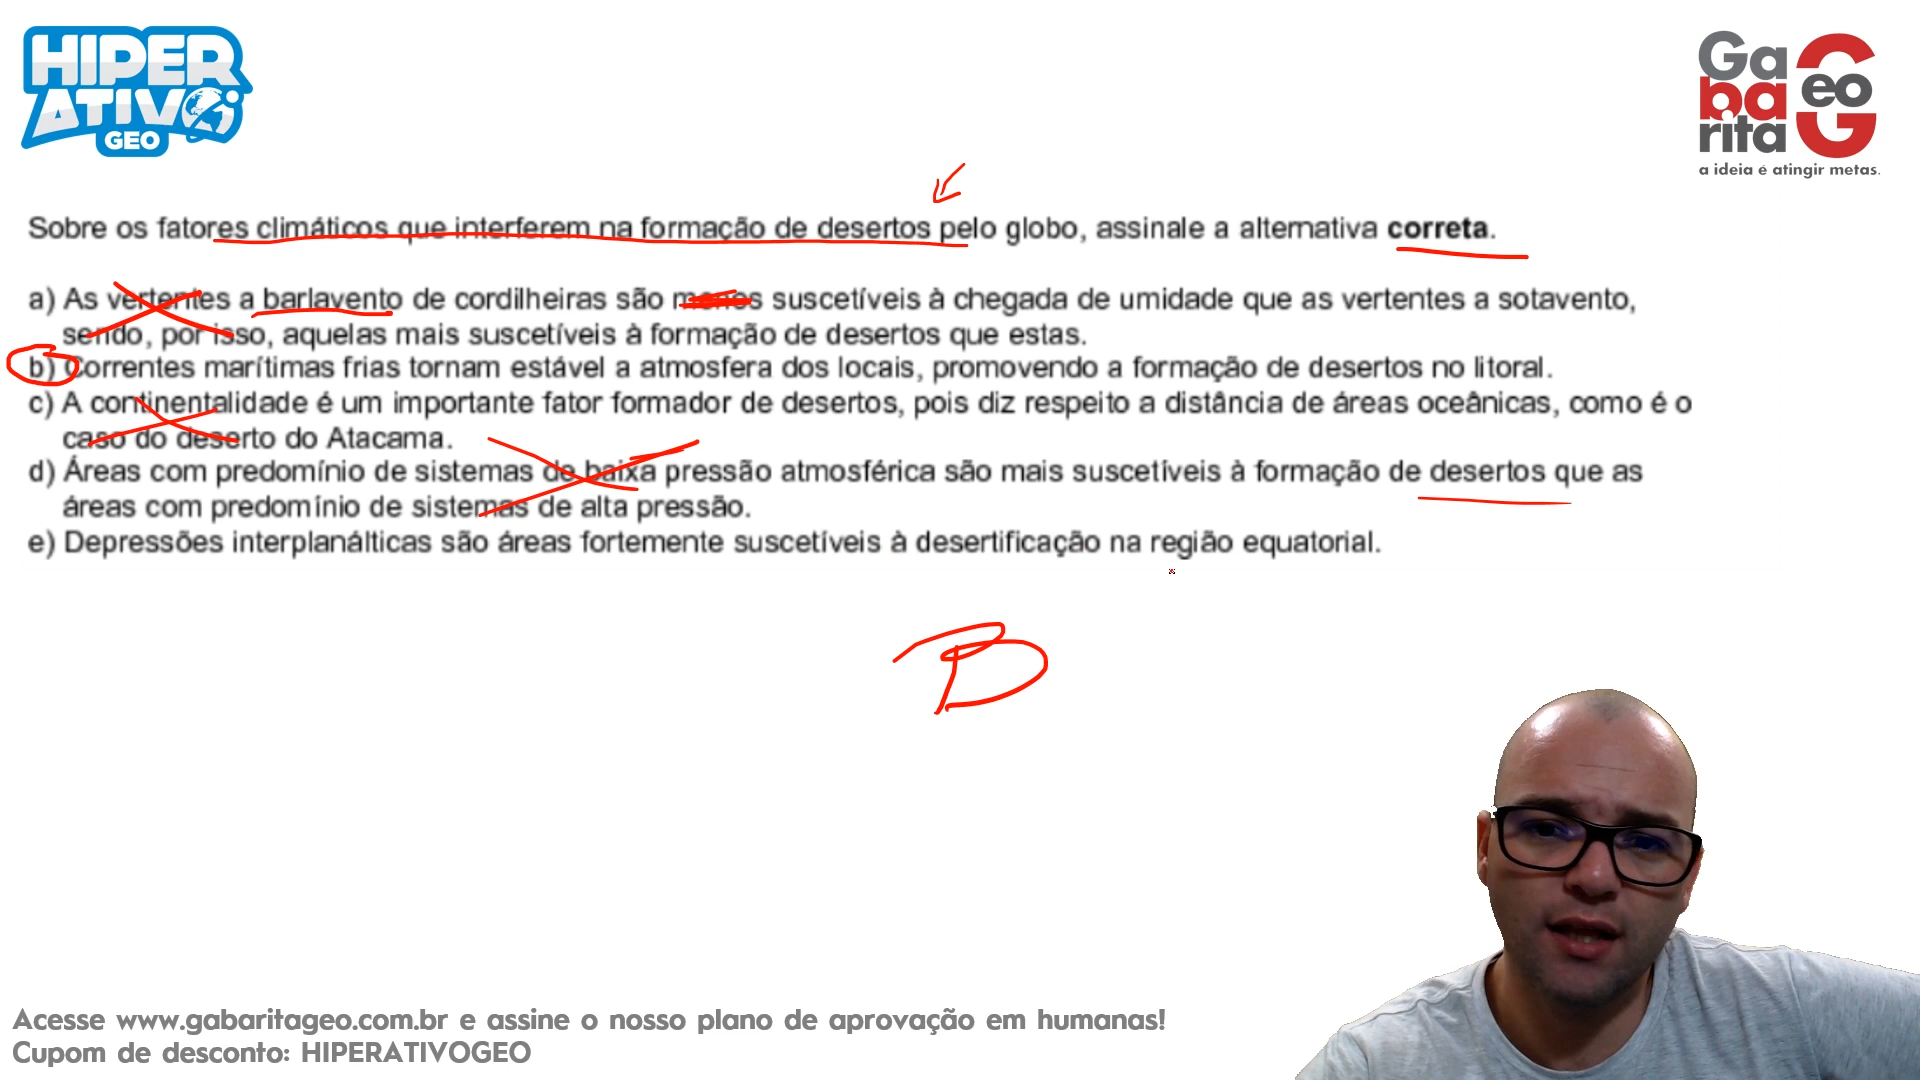 HIPER
ATIVO
GEO
Ga
ba
rita
Geo
a ideia é atingir metas.
Sobre os fatores climáticos que interferem na formação de desertos pelo globo, assinale a alternativa correta.
a) As vertentes a barlavento de cordilheiras são menos suscetíveis à chegada de umidade que as vertentes a sotavento,
sendo, por isso, aquelas mais suscetíveis à formação de desertos que estas.
b) Correntes marítimas frias tornam estável a atmosfera dos locais, promovendo a formação de desertos no litoral.
c) A continentalidade é um importante fator formador de desertos, pois diz respeito a distância de áreas oceânicas, como é o
caso do deserto do Atacama.
d) Áreas com predomínio de sistemas de baixa pressão atmosférica são mais suscetíveis à formação de desertos que as
áreas com predomínio de sistemas de alta pressão.
e) Depressões interplanálticas são áreas fortemente suscetíveis à desertificação na região equatorial.
B
Acesse www.gabaritageo.com.br e assine o nosso plano de aprovação em humanas!
Cupom de desconto: HIPERATIVOGEO